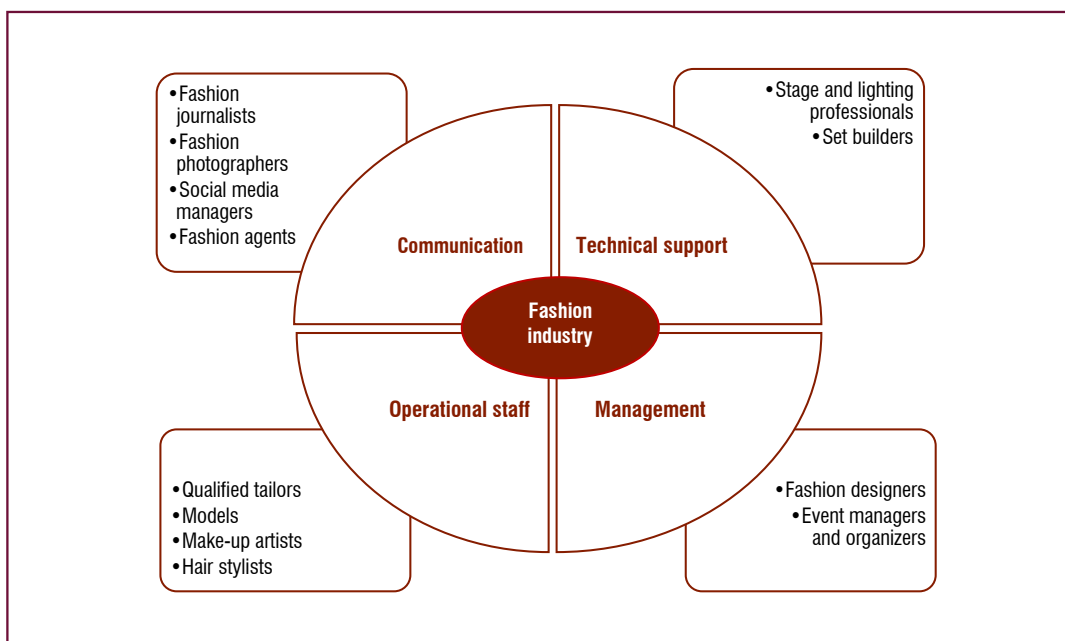 •Fashion
journalists
•Fashion
photographers
•Social media
managers
•Fashion agents
•Stage and lighting
professionals
•Set builders
Communication
Technical support
Fashion
industry
Operational staff
Management
•Qualified tailors
•Models
•Make-up artists
•Hair stylists
•Fashion designers
•Event managers
and organizers